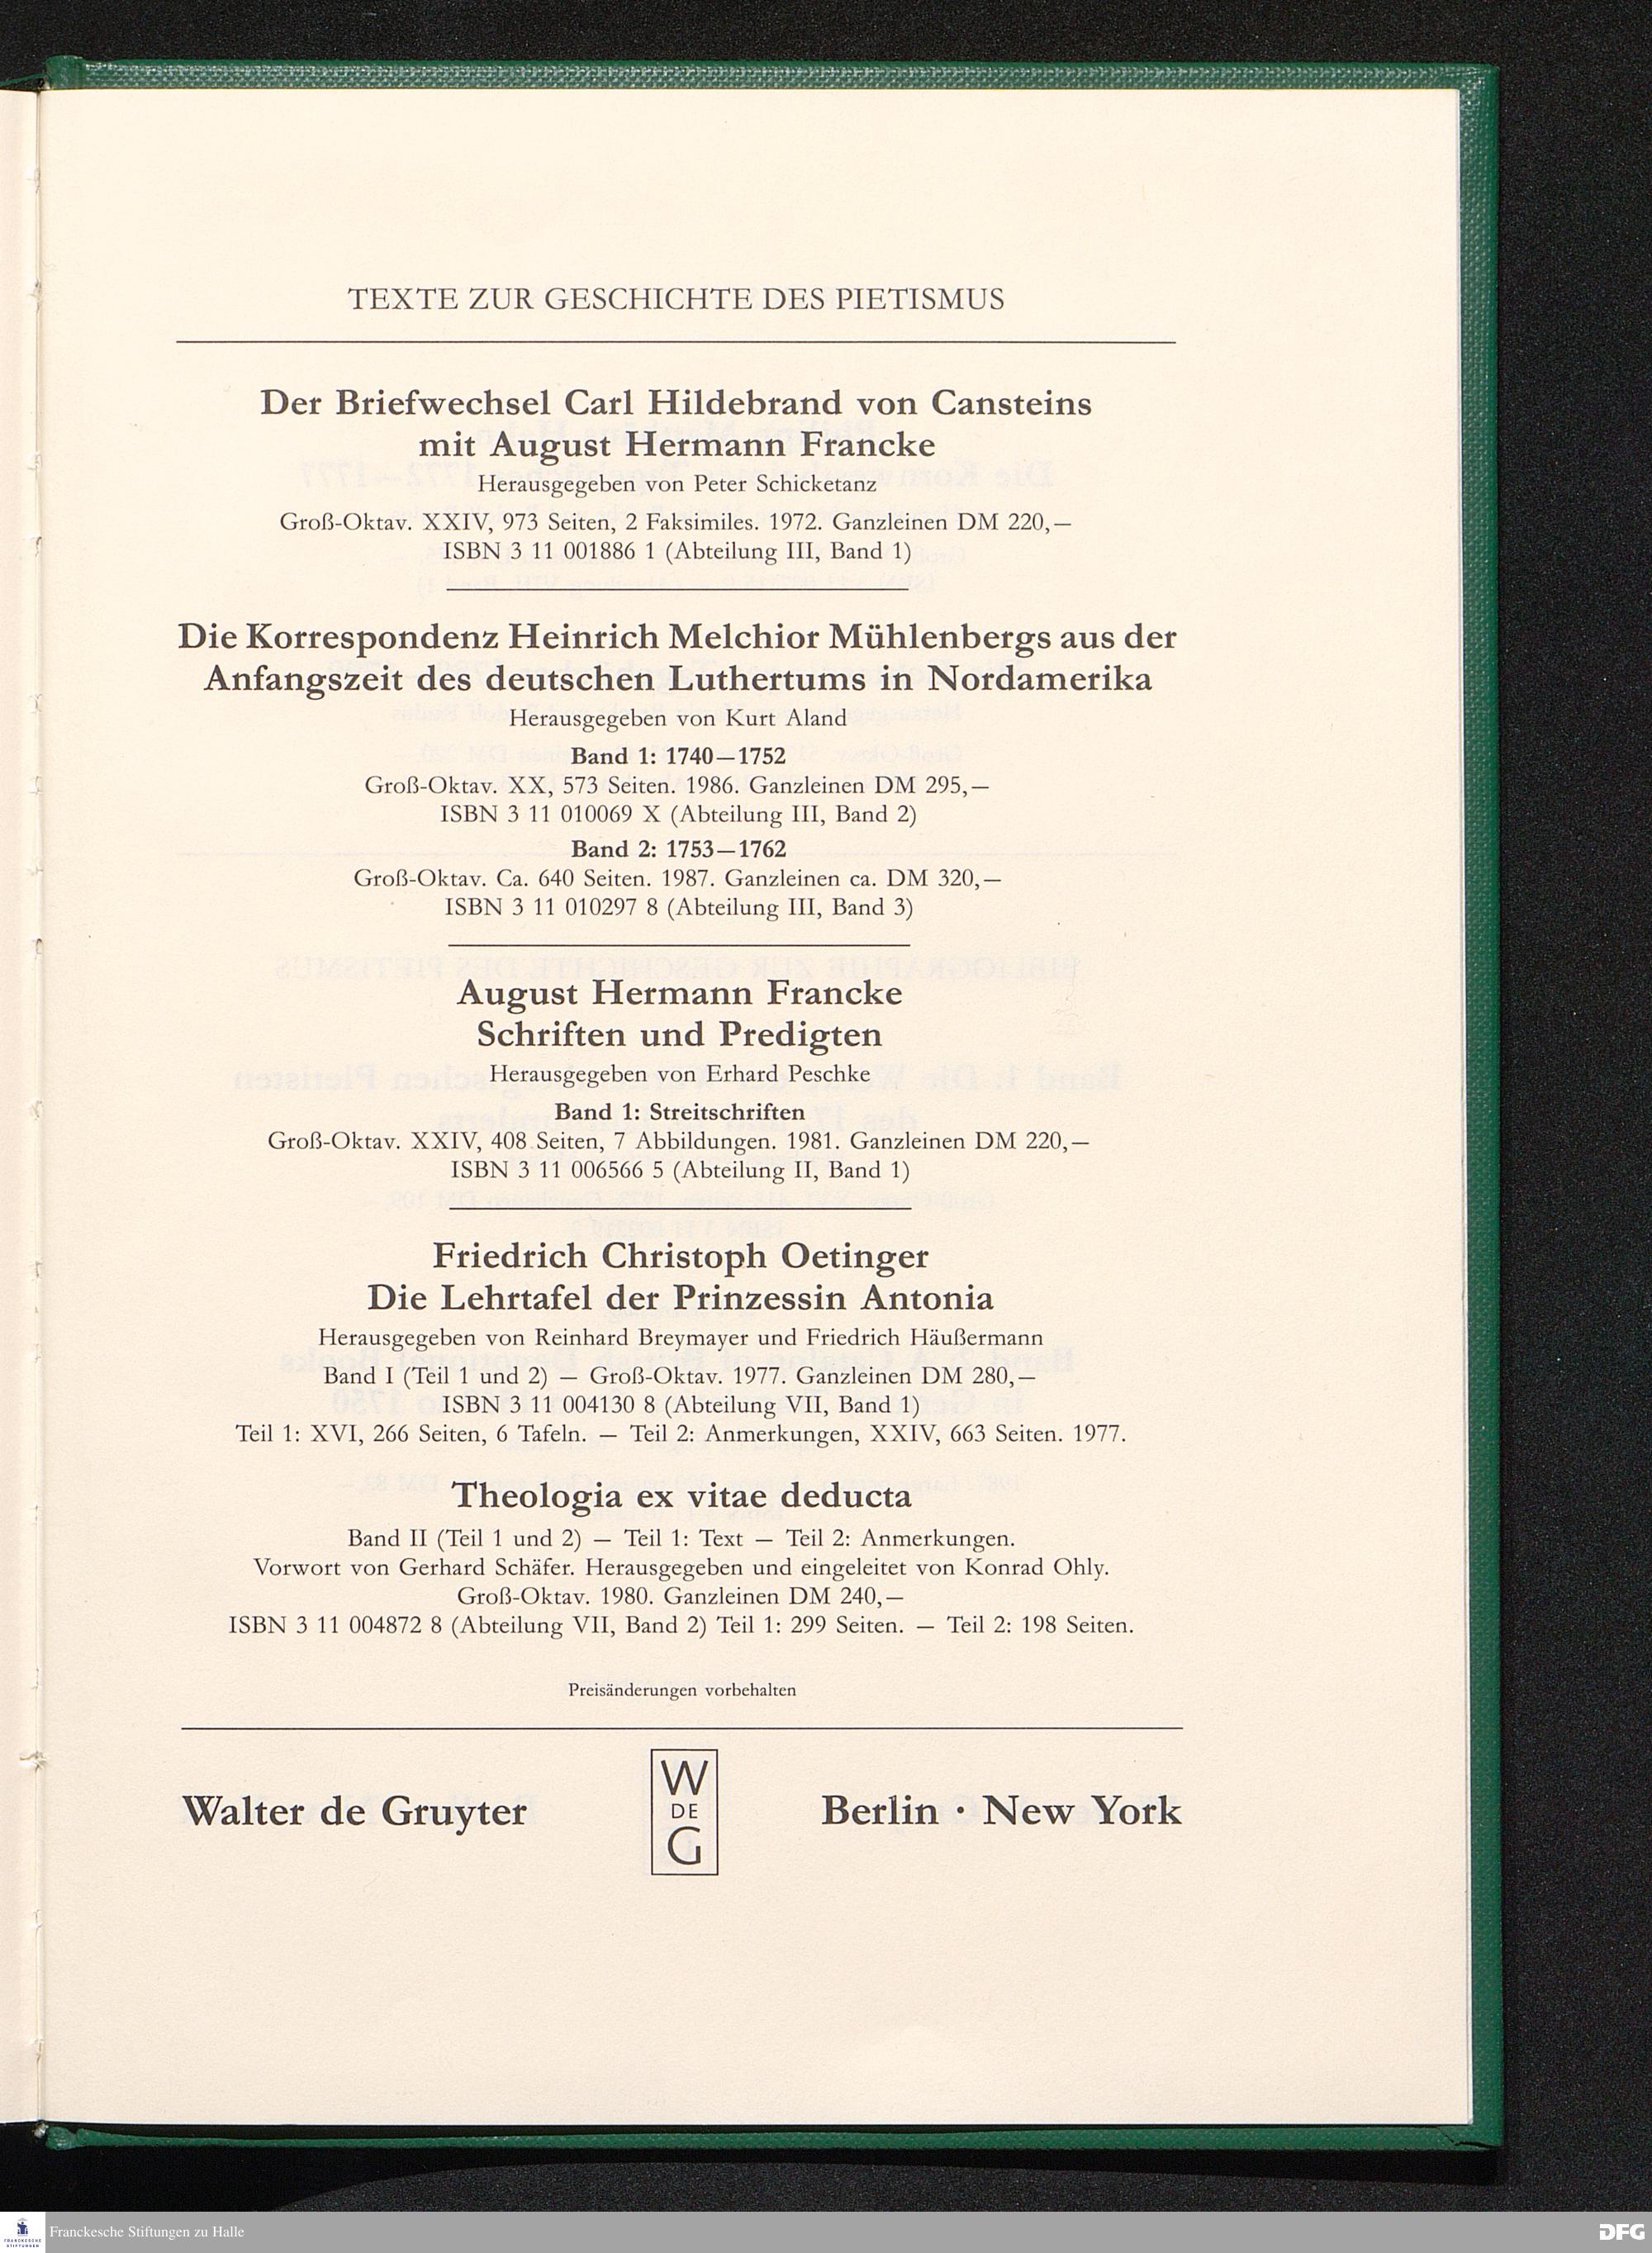 TEXTE ZUR GESCHICHTE DES PIETISMUS
Der Briefwechsel Carl Hildebrand von Cansteins
mit August Hermann Francke
Herausgegeben von Peter Schicketanz
Groß-Oktav. XXIV, 973 Seiten, 2 Faksimiles. 1972. Ganzleinen DM 220,—
ISBN 3 11 001886 1 (Abteilung III, Band 1)
Die Korrespondenz Heinrich Melchior Mühlenbergs aus der
Anfangszeit des deutschen Luthertums in Nordamerika
Herausgegeben von Kurt Aland
Band 1: 1740—1752
Groß-Oktav. XX, 573 Seiten. 1986. Ganzleinen DM 295,—
ISBN 3 11 010069 X (Abteilung III, Band 2)
Band 2: 1753—1762
Groß-Oktav. Ca. 640 Seiten. 1987. Ganzleinen ca. DM 320,—
ISBN 3 11 010297 8 (Abteilung III, Band 3)
August Hermann Francke
Schriften und Predigten
Herausgegeben von Erhard Peschke
Band 1: Streitschriften
Groß-Oktav. XXIV, 408 Seiten, 7 Abbildungen. 1981. Ganzleinen DM 220,—
ISBN 3 11 006566 5 (Abteilung II, Band 1)
Friedrich Christoph Oetinger
Die Lehrtafel der Prinzessin Antonia
Herausgegeben von Reinhard Breymayer und Friedrich Häußermann
Band I (Teil 1 und 2) — Groß-Oktav. 1977. Ganzleinen DM 280,—
ISBN 3 11 004130 8 (Abteilung VII, Band 1)
Teil 1: XVI, 266 Seiten, 6 Tafeln. — Teil 2: Anmerkungen, XXIV, 663 Seiten. 1977.
Theologia ex vitae deducta
Band II (Teil 1 und 2) — Teil 1: Text — Teil 2: Anmerkungen.
Vorwort von Gerhard Schäfer. Herausgegeben und eingeleitet von Konrad Ohly.
Groß-Oktav. 1980. Ganzleinen DM 240,—
ISBN 3 11 004872 8 (Abteilung VII, Band 2) Teil 1: 299 Seiten. — Teil 2: 198 Seiten.
Preisänderungen vorbehalten
Walter de Gruyter
W
DE
G
Berlin · New York
FRANCKESCHE
STIFTUNGEN
Franckesche Stiftungen zu Halle
DFG